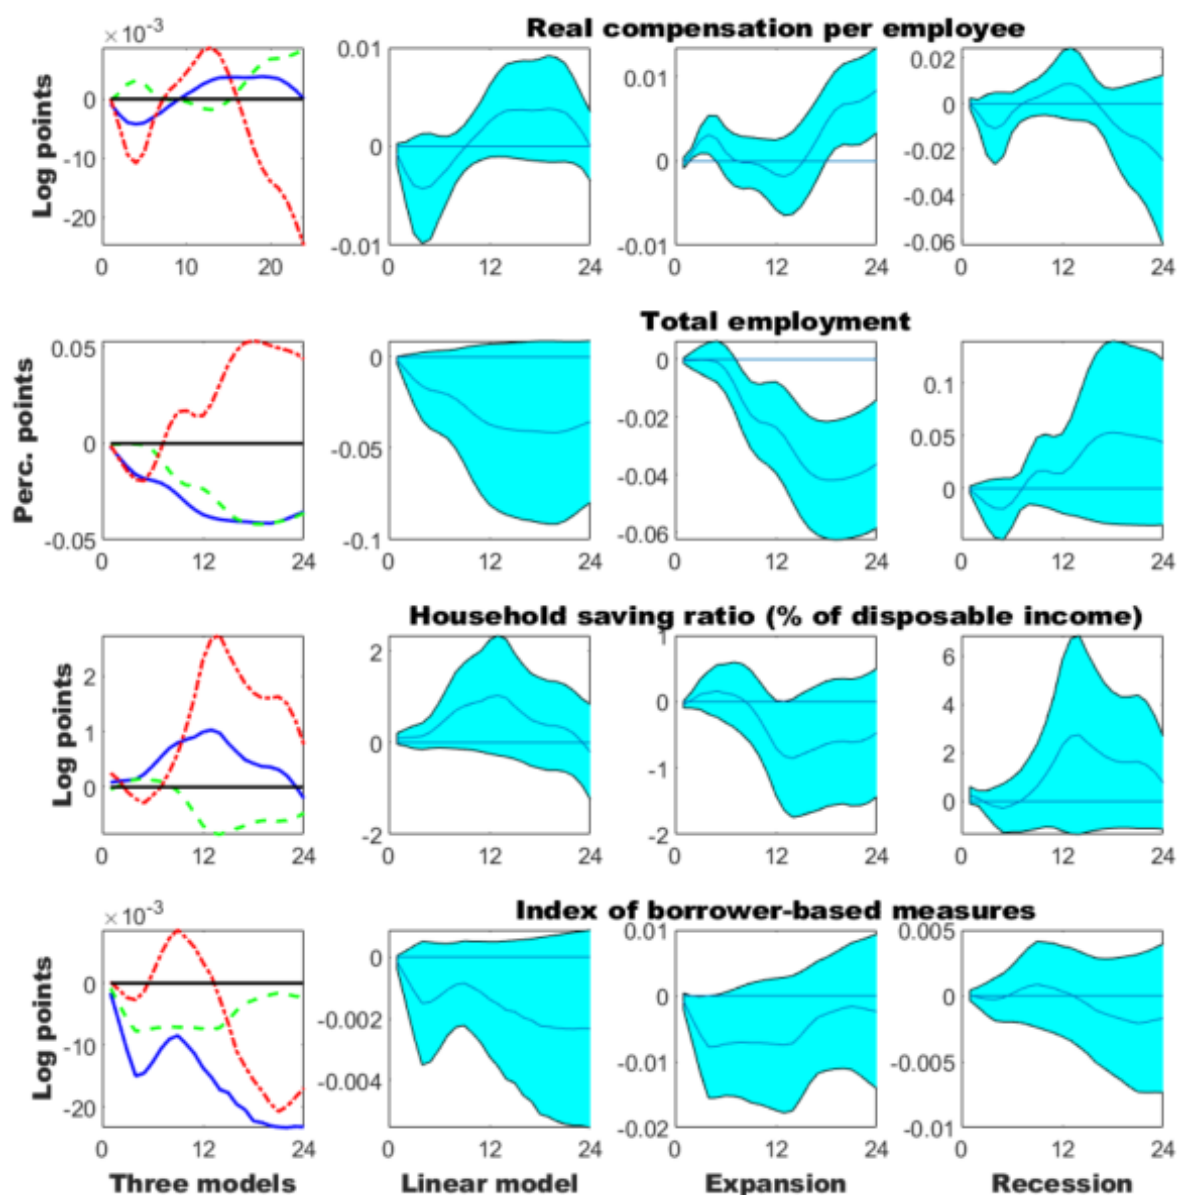 Real compensation per employee
× 10⁻³
0
-10
-20
0 10 20
Log points
0.01
0
-0.01
0 12 24
0.01
0
-0.01
0 12 24
0.02
0
-0.02
-0.04
-0.06
0 12 24
Total employment
0.05
0
-0.05
0 12 24
Perc. points
0
-0.05
-0.1
0 12 24
0
-0.02
-0.04
-0.06
0 12 24
0.1
0.05
0
0 12 24
Household saving ratio (% of disposable income)
2
1
0
0 12 24
Log points
2
0
-2
0 12 24
1
0
-1
-2
0 12 24
6
4
2
0
0 12 24
Index of borrower-based measures
× 10⁻³
0
-10
-20
0 12 24
Log points
0
-0.002
-0.004
0 12 24
0.01
0
-0.01
-0.02
0 12 24
0.005
0
-0.005
-0.01
0 12 24
Three models Linear model Expansion Recession